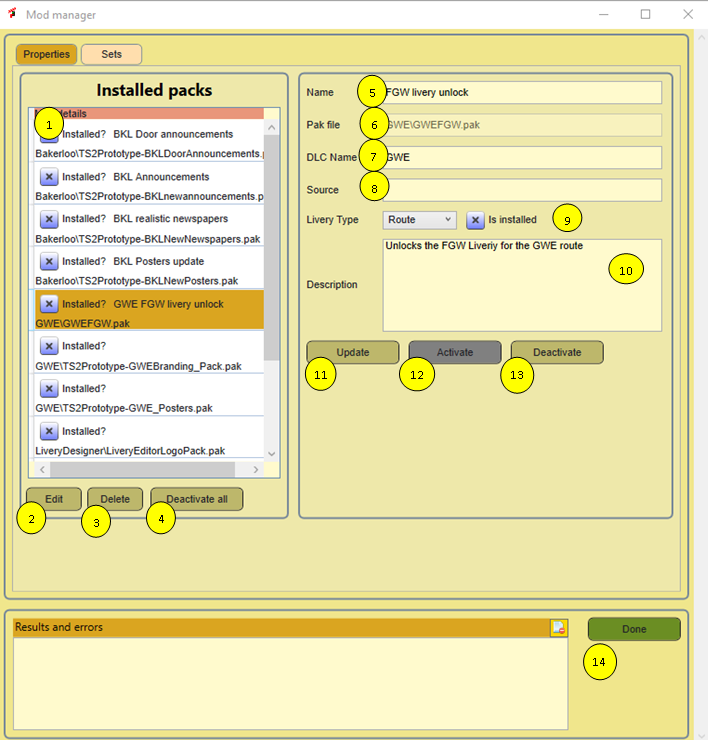 Mod manager
Properties
Sets
Installed packs
details
1
Installed? BKL Door announcements
Bakerloo\TS2Prototype-BKLDoorAnnouncements.p
Installed? BKL Announcements
Bakerloo\TS2Prototype-BKLnewannouncements.p
Installed? BKL realistic newspapers
Bakerloo\TS2Prototype-BKLNewNewspapers.pak
Installed? BKL Posters update
Bakerloo\TS2Prototype-BKLNewPosters.pak
Installed? GWE FGW livery unlock
GWE\GWEFGW.pak
Installed?
GWE\TS2Prototype-GWEBranding_Pack.pak
Installed?
GWE\TS2Prototype-GWE_Posters.pak
Installed?
LiveryDesigner\LiveryEditorLogoPack.pak
Edit
Delete
Deactivate all
2
3
4
Name
5
FGW livery unlock
Pak file
6
GWE\GWEFGW.pak
DLC Name
7
GWE
Source
8
Livery Type
Route
Is installed
9
Description
Unlocks the FGW Liveriy for the GWE route
10
Update
Activate
Deactivate
11
12
13
Results and errors
Done
14